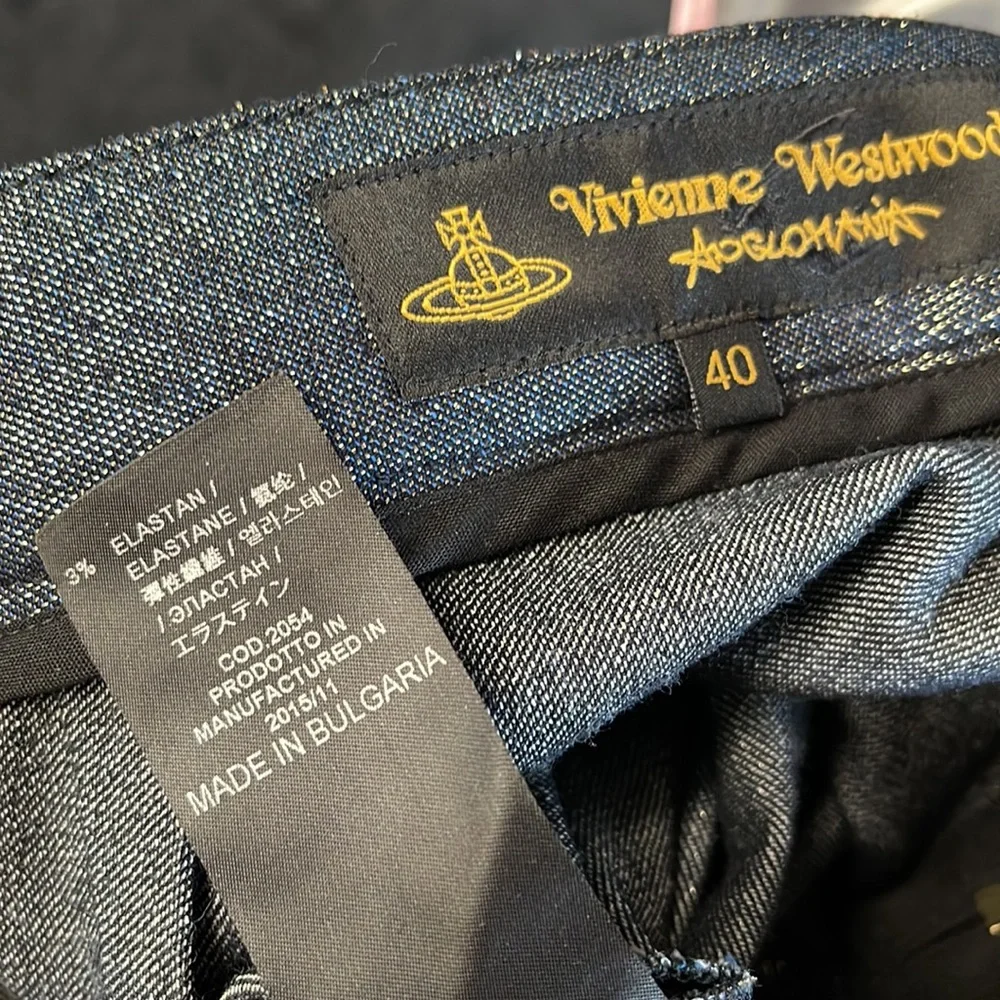 Vivienne Westwood
ANGLOMANIA
40
3%
ELASTAN /
ELASTANE / 氨纶 /
彈性纖維 / 엘라스테인
/ ЭЛАСТАН /
エラステイン
COD.2054
PRODOTTO IN
MANUFACTURED IN
2015/11
MADE IN BULGARIA